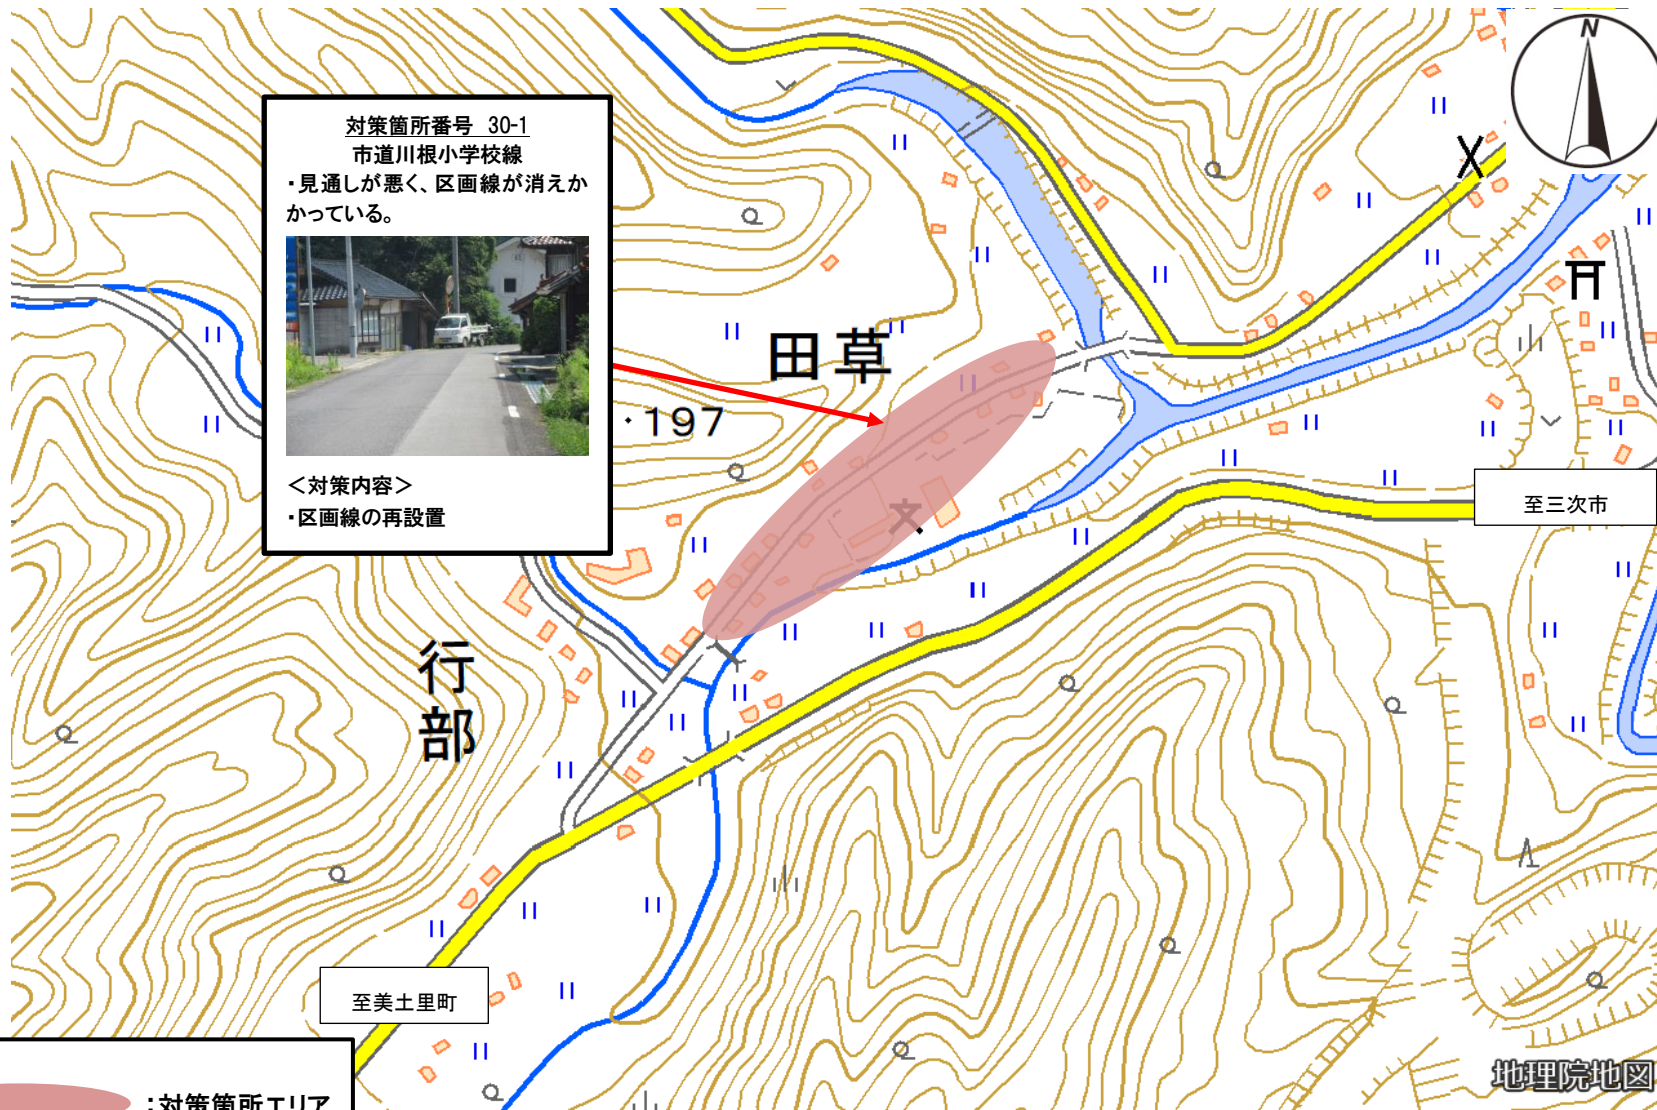 N
対策箇所番号 30-1
市道川根小学校線
・見通しが悪く、区画線が消えか
かっている。
<対策内容>
・区画線の再設置
田草
・197
文
至三次市
行部
至美土里町
:対策箇所エリア
地理院地図